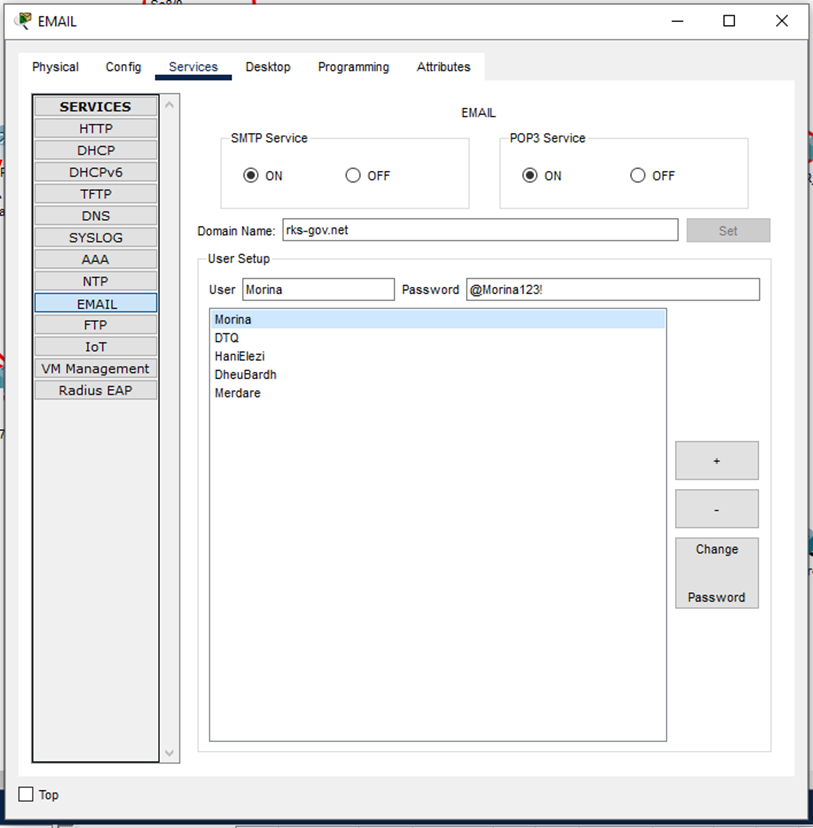 EMAIL
Physical Config Services Desktop Programming Attributes
SERVICES
HTTP
DHCP
DHCPv6
TFTP
DNS
SYSLOG
AAA
NTP
EMAIL
FTP
IoT
VM Management
Radius EAP
EMAIL
SMTP Service
ON OFF
POP3 Service
ON OFF
Domain Name: rks-gov.net Set
User Setup
User Morina Password @Morina123!
Morina
DTQ
HaniElezi
DheuBardh
Merdare
+
-
Change
Password
Top